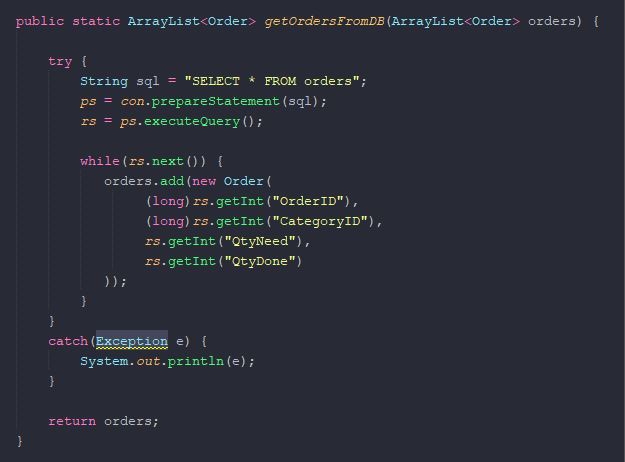 public static ArrayList<Order> getOrdersFromDB(ArrayList<Order> orders) {
try {
String sql = "SELECT * FROM orders";
ps = con.prepareStatement(sql);
rs = ps.executeQuery();
while(rs.next()) {
orders.add(new Order(
(long)rs.getInt("OrderID"),
(long)rs.getInt("CategoryID"),
rs.getInt("QtyNeed"),
rs.getInt("QtyDone")
));
}
}
catch(Exception e) {
System.out.println(e);
}
return orders;
}